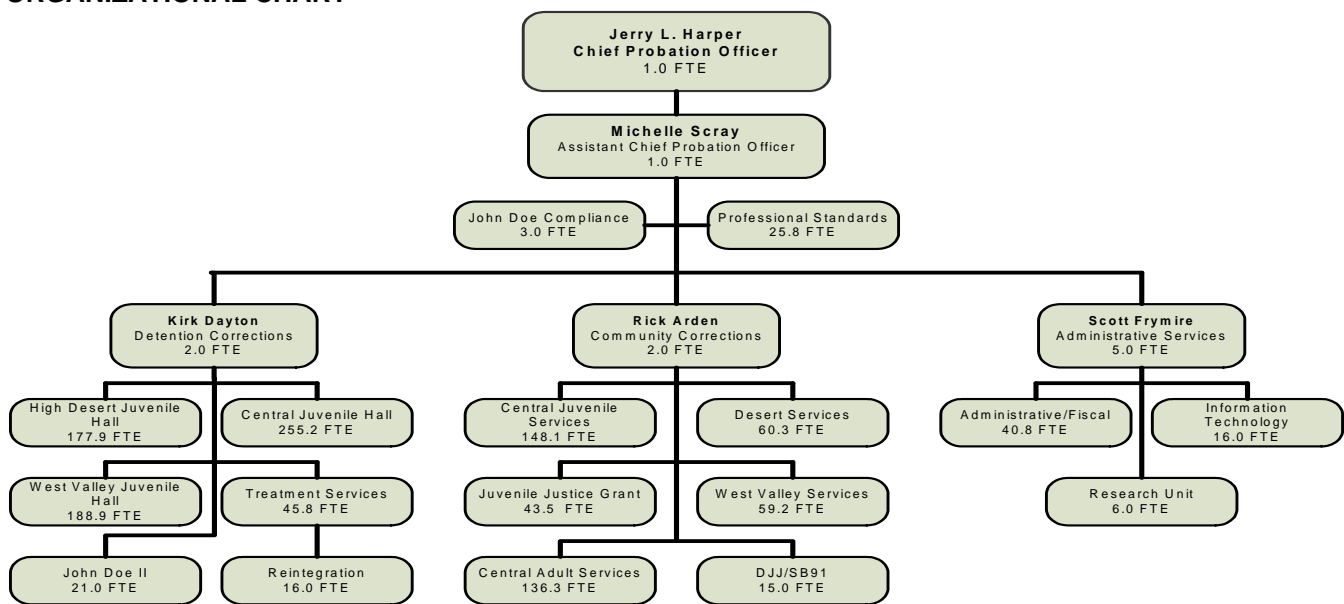 ORGANIZATIONAL CHART
Jerry L. Harper
Chief Probation Officer
1.0 FTE
Michelle Scray
Assistant Chief Probation Officer
1.0 FTE
John Doe Compliance
3.0 FTE
Professional Standards
25.8 FTE
Kirk Dayton
Detention Corrections
2.0 FTE
Rick Arden
Community Corrections
2.0 FTE
Scott Frymire
Administrative Services
5.0 FTE
High Desert Juvenile
Hall
177.9 FTE
Central Juvenile Hall
255.2 FTE
Central Juvenile
Services
148.1 FTE
Desert Services
60.3 FTE
Administrative/Fiscal
40.8 FTE
Information
Technology
16.0 FTE
West Valley Juvenile
Hall
188.9 FTE
Treatment Services
45.8 FTE
Juvenile Justice Grant
43.5 FTE
West Valley Services
59.2 FTE
Research Unit
6.0 FTE
John Doe II
21.0 FTE
Reintegration
16.0 FTE
Central Adult Services
136.3 FTE
DJJ/SB91
15.0 FTE